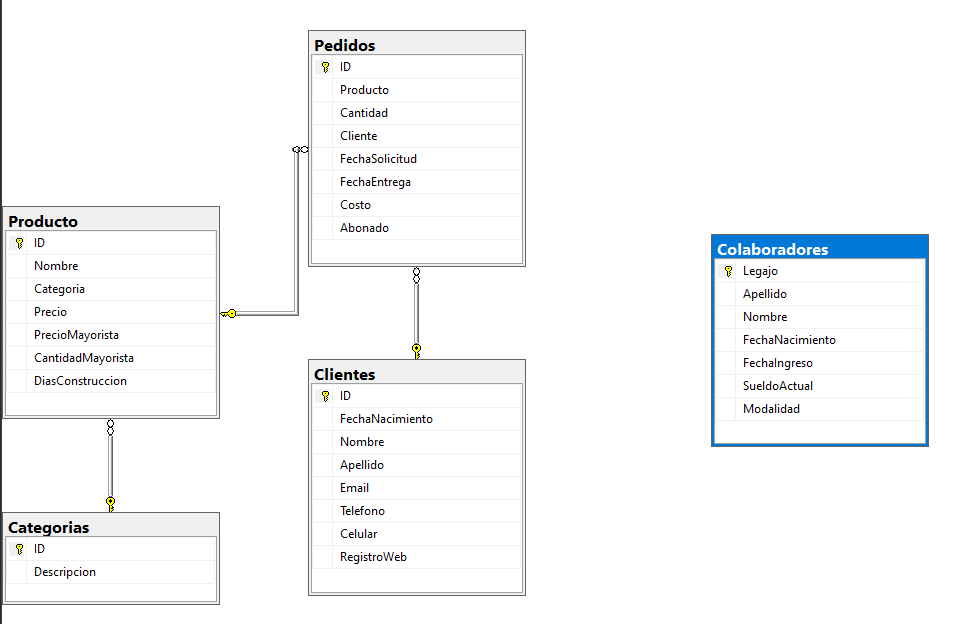 Pedidos
ID
Producto
Cantidad
Cliente
FechaSolicitud
FechaEntrega
Costo
Abonado
Producto
ID
Nombre
Categoria
Precio
PrecioMayorista
CantidadMayorista
DiasConstruccion
Colaboradores
Legajo
Apellido
Nombre
FechaNacimiento
FechaIngreso
SueldoActual
Modalidad
Clientes
ID
FechaNacimiento
Nombre
Apellido
Email
Telefono
Celular
RegistroWeb
Categorias
ID
Descripcion